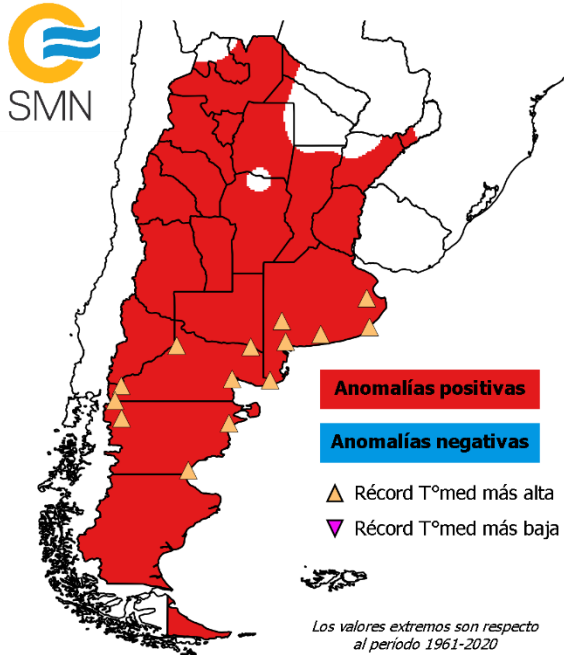 SMN
Anomalías positivas
Anomalías negativas
Récord T°med más alta
Récord T°med más baja
Los valores extremos son respecto
al período 1961-2020